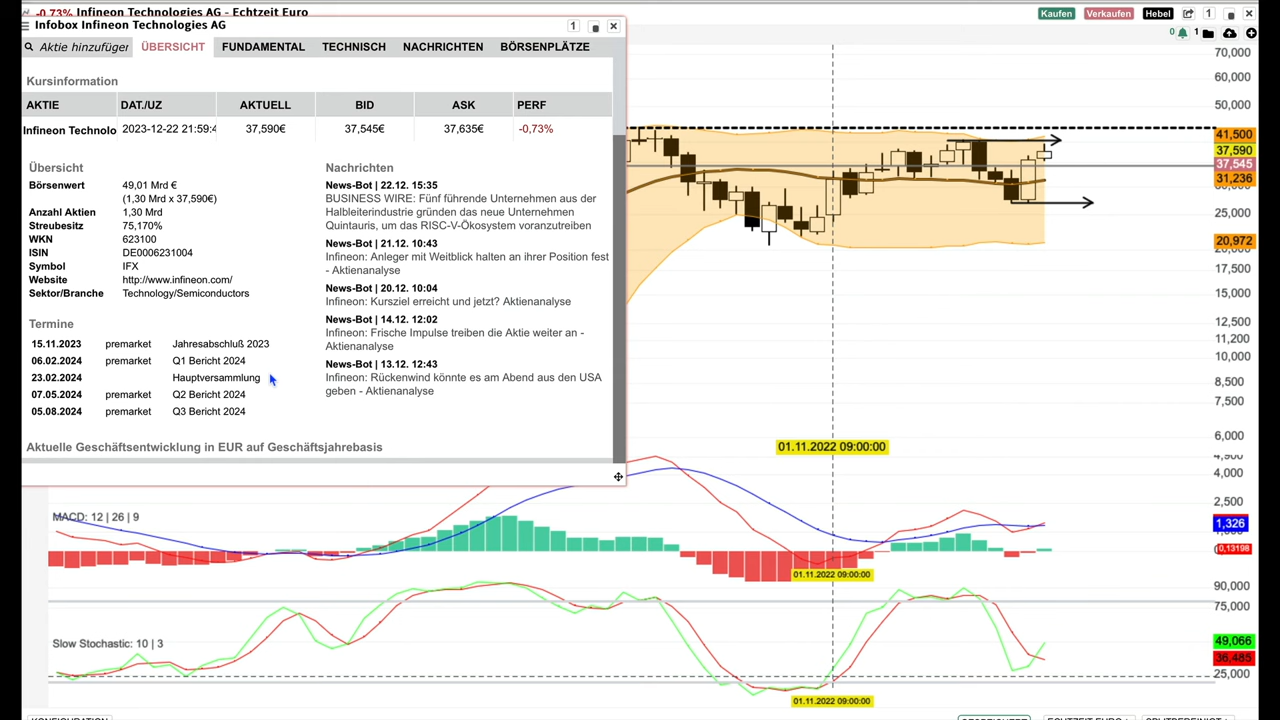 -0,73% Infineon Technologies AG - Echtzeit Euro
Kaufen Verkaufen Hebel 1
Infobox Infineon Technologies AG 1
0 1
Aktie hinzufüger ÜBERSICHT FUNDAMENTAL TECHNISCH NACHRICHTEN BÖRSENPLÄTZE
Kursinformation
AKTIE DAT./UZ AKTUELL BID ASK PERF
Infineon Technolo 2023-12-22 21:59:4 37,590€ 37,545€ 37,635€ -0,73%
Übersicht
Börsenwert 49,01 Mrd €
(1,30 Mrd x 37,590€)
Anzahl Aktien 1,30 Mrd
Streubesitz 75,170%
WKN 623100
ISIN DE0006231004
Symbol IFX
Website http://www.infineon.com/
Sektor/Branche Technology/Semiconductors
Termine
15.11.2023 premarket Jahresabschluß 2023
06.02.2024 premarket Q1 Bericht 2024
23.02.2024 Hauptversammlung
07.05.2024 premarket Q2 Bericht 2024
05.08.2024 premarket Q3 Bericht 2024
Nachrichten
News-Bot | 22.12. 15:35
BUSINESS WIRE: Fünf führende Unternehmen aus der
Halbleiterindustrie gründen das neue Unternehmen
Quintauris, um das RISC-V-Ökosystem voranzutreiben
News-Bot | 21.12. 10:43
Infineon: Anleger mit Weitblick halten an ihrer Position fest
- Aktienanalyse
News-Bot | 20.12. 10:04
Infineon: Kursziel erreicht und jetzt? Aktienanalyse
News-Bot | 14.12. 12:02
Infineon: Frische Impulse treiben die Aktie weiter an -
Aktienanalyse
News-Bot | 13.12. 12:43
Infineon: Rückenwind könnte es am Abend aus den USA
geben - Aktienanalyse
Aktuelle Geschäftsentwicklung in EUR auf Geschäftsjahrebasis
70,000
60,000
50,000
41,500
37,590
37,545
31,236
25,000
20,972
17,500
15,000
12,500
11,200
10,000
8,500
7,500
6,000
01.11.2022 09:00:00
4,000
2,500
MACD: 12 | 26 | 9
1,326
0,13198
01.11.2022 09:00:00
90,000
75,000
Slow Stochastic: 10 | 3
49,066
36,485
25,000
01.11.2022 09:00:00
KONFIGURATION